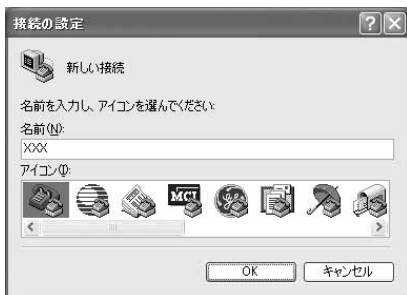 接続の設定
新しい接続
名前を入力し、アイコンを選んでください:
名前(N):
XXX
アイコン(I):
MCI
OK キャンセル